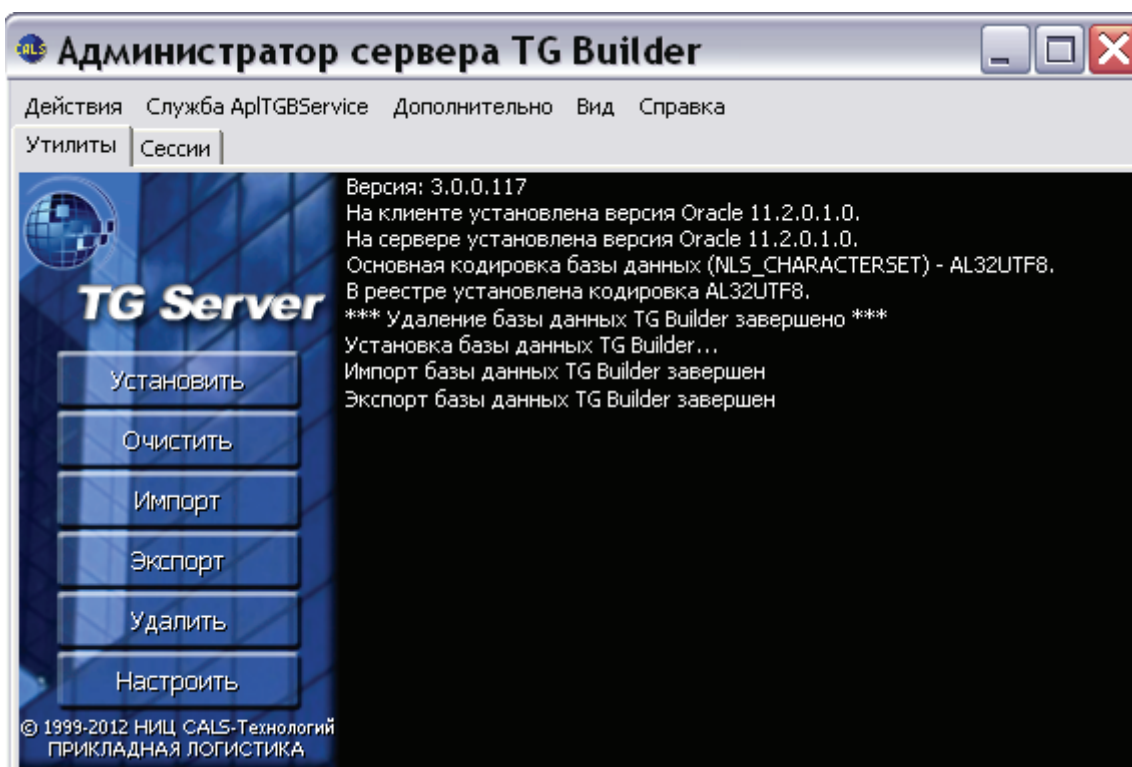 CALS Администратор сервера TG Builder
Действия Служба AplTGBService Дополнительно Вид Справка
Утилиты Сессии
Версия: 3.0.0.117
На клиенте установлена версия Oracle 11.2.0.1.0.
На сервере установлена версия Oracle 11.2.0.1.0.
Основная кодировка базы данных (NLS_CHARACTERSET) - AL32UTF8.
В реестре установлена кодировка AL32UTF8.
*** Удаление базы данных TG Builder завершено ***
Установка базы данных TG Builder...
Импорт базы данных TG Builder завершен
Экспорт базы данных TG Builder завершен
TG Server
Установить
Очистить
Импорт
Экспорт
Удалить
Настроить
© 1999-2012 НИЦ CALS-Технологий
ПРИКЛАДНАЯ ЛОГИСТИКА